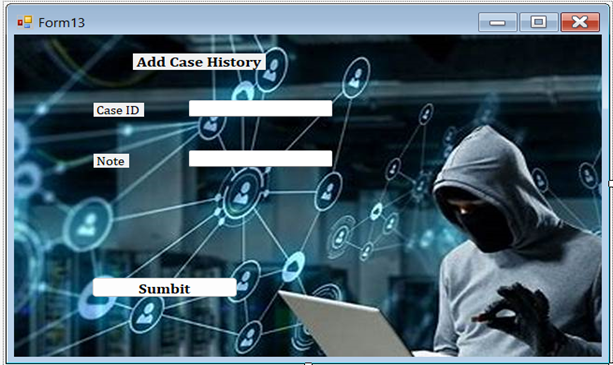 Form13
Add Case History
Case ID
Note
Sumbit